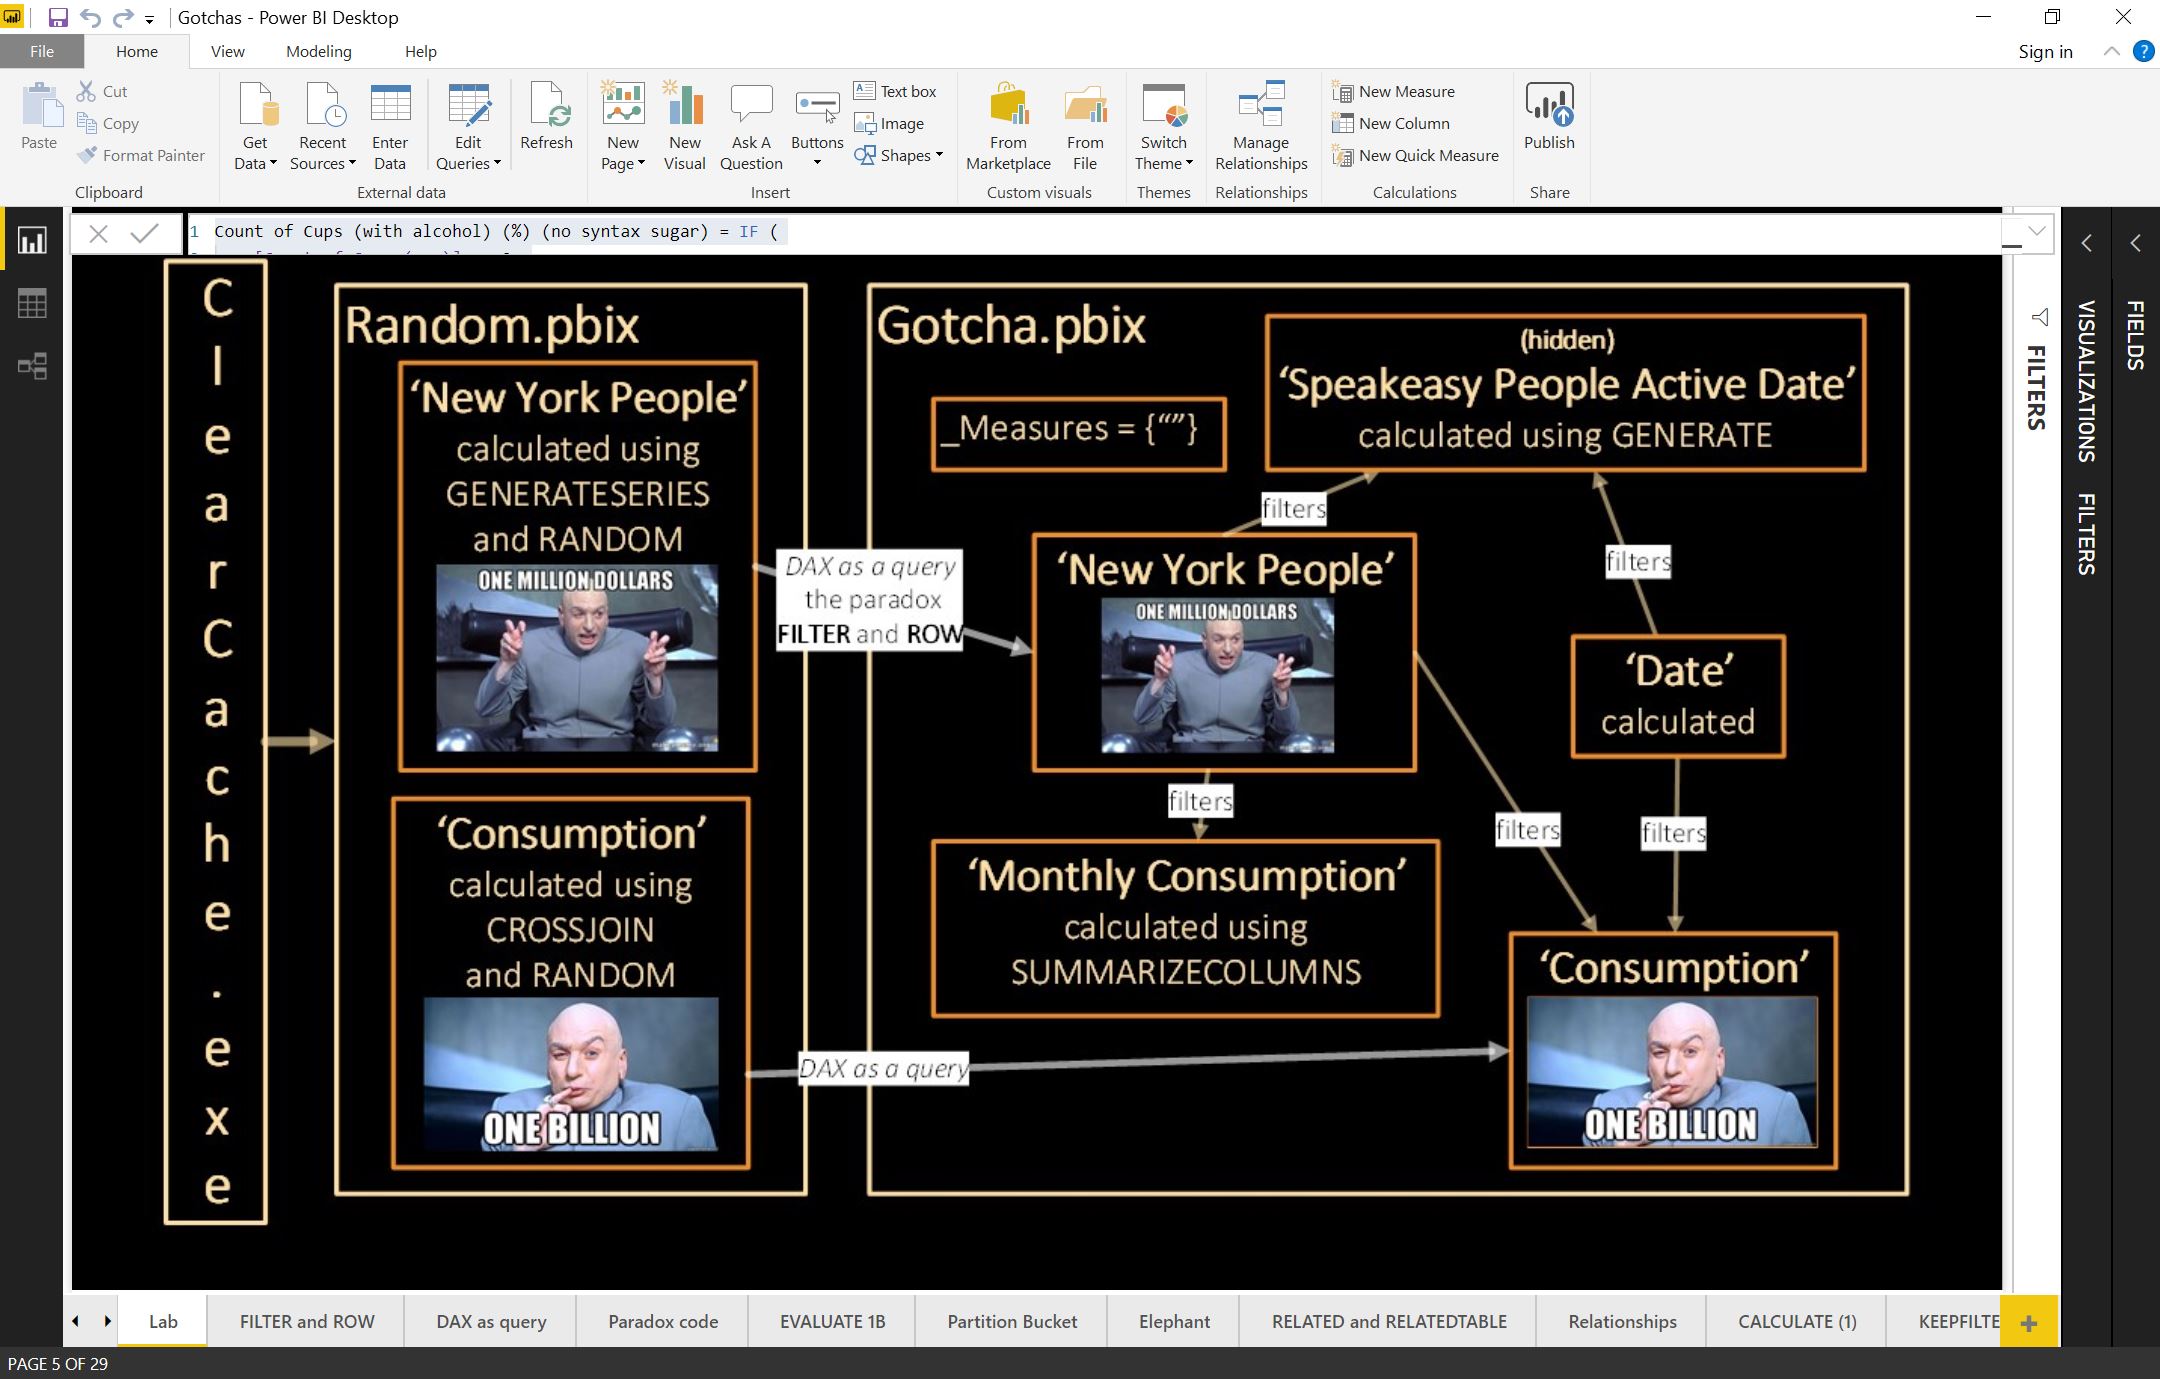 Gotchas - Power BI Desktop
File
Home
View
Modeling
Help
Sign in
?
Paste
Cut
Copy
Format Painter
Clipboard
Get
Data
Recent
Sources
Enter
Data
Edit
Queries
Refresh
External data
New
Page
New
Visual
Ask A
Question
Buttons
Text box
Image
Shapes
Insert
From
Marketplace
From
File
Custom visuals
Switch
Theme
Themes
Manage
Relationships
Relationships
New Measure
New Column
New Quick Measure
Calculations
Publish
Share
1 Count of Cups (with alcohol) (%) (no syntax sugar) = IF (
ClearCache.exe
Random.pbix
‘New York People’
calculated using
GENERATESERIES
and RANDOM
ONE MILLION DOLLARS
‘Consumption’
calculated using
CROSSJOIN
and RANDOM
ONE BILLION
DAX as a query
the paradox
FILTER and ROW
DAX as a query
Gotcha.pbix
_Measures = {“”}
(hidden)
‘Speakeasy People Active Date’
calculated using GENERATE
filters
filters
‘New York People’
ONE MILLION DOLLARS
‘Date’
calculated
filters
filters
filters
‘Monthly Consumption’
calculated using
SUMMARIZECOLUMNS
‘Consumption’
ONE BILLION
FILTERS
VISUALIZATIONS
FILTERS
FIELDS
Lab
FILTER and ROW
DAX as query
Paradox code
EVALUATE 1B
Partition Bucket
Elephant
RELATED and RELATEDTABLE
Relationships
CALCULATE (1)
KEEPFILTE
PAGE 5 OF 29